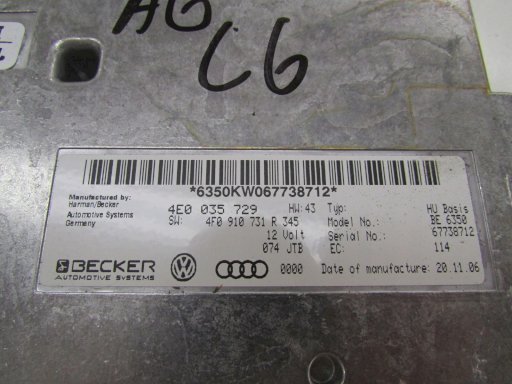 A6
C6
*6350KW067738712*
Manufactured by:
Harman/Becker
Automotive Systems
Germany
4E0 035 729 HW: 43 Typ: HU Basis
SW: 4F0 910 731 R 345 Model No.: BE 6350
12 Volt Serial No.: 67738712
074 JTB EC: 114
BECKER
AUTOMOTIVE SYSTEMS
0000 Date of manufacture: 20.11.06